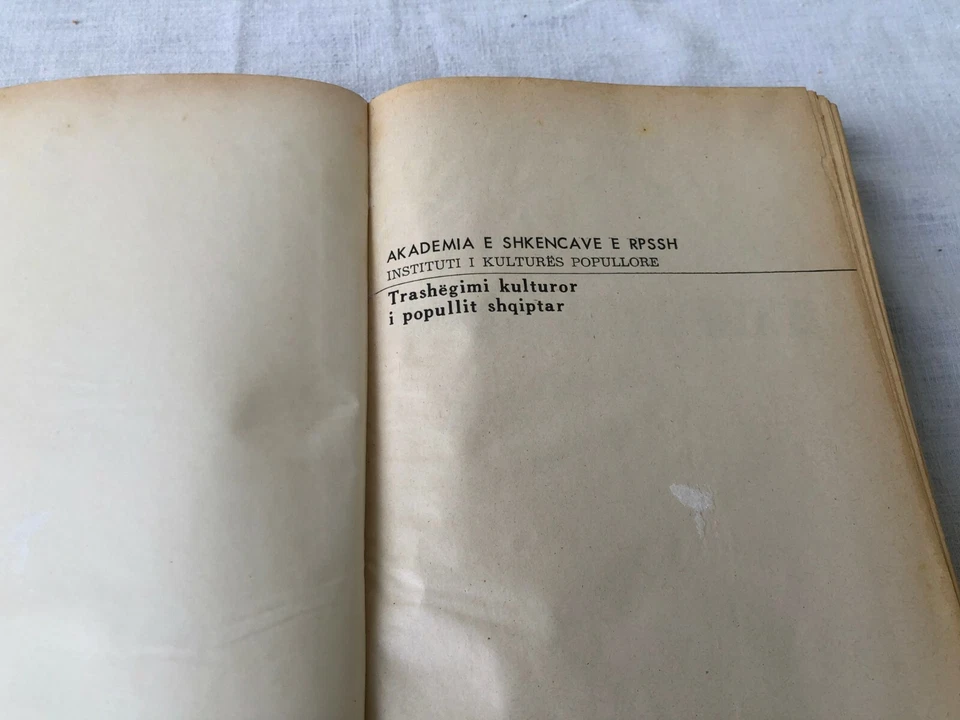 AKADEMIA E SHKENCAVE E RPSSH
INSTITUTI I KULTURËS POPULLORE
Trashëgimi kulturor
i popullit shqiptar